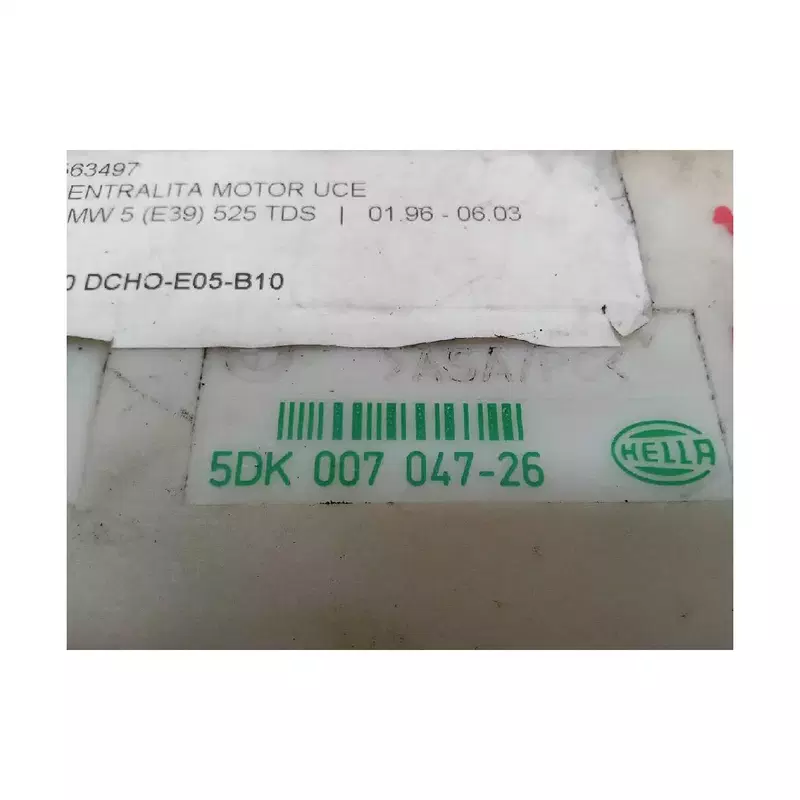 563497
ENTRALITA MOTOR UCE
MW 5 (E39) 525 TDS | 01.96 - 06.03
0 DCHO-E05-B10
5DK 007 047-26
HELLA